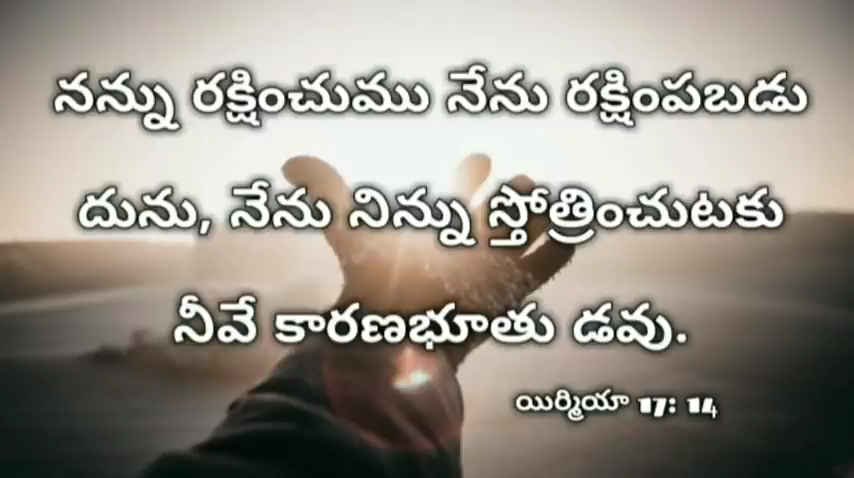 నన్ను రక్షించుము నేను రక్షింపబడు
దును, నేను నిన్ను స్తోత్రించుటకు
నీవే కారణభూతు డవు.
యిర్మియా 17: 14